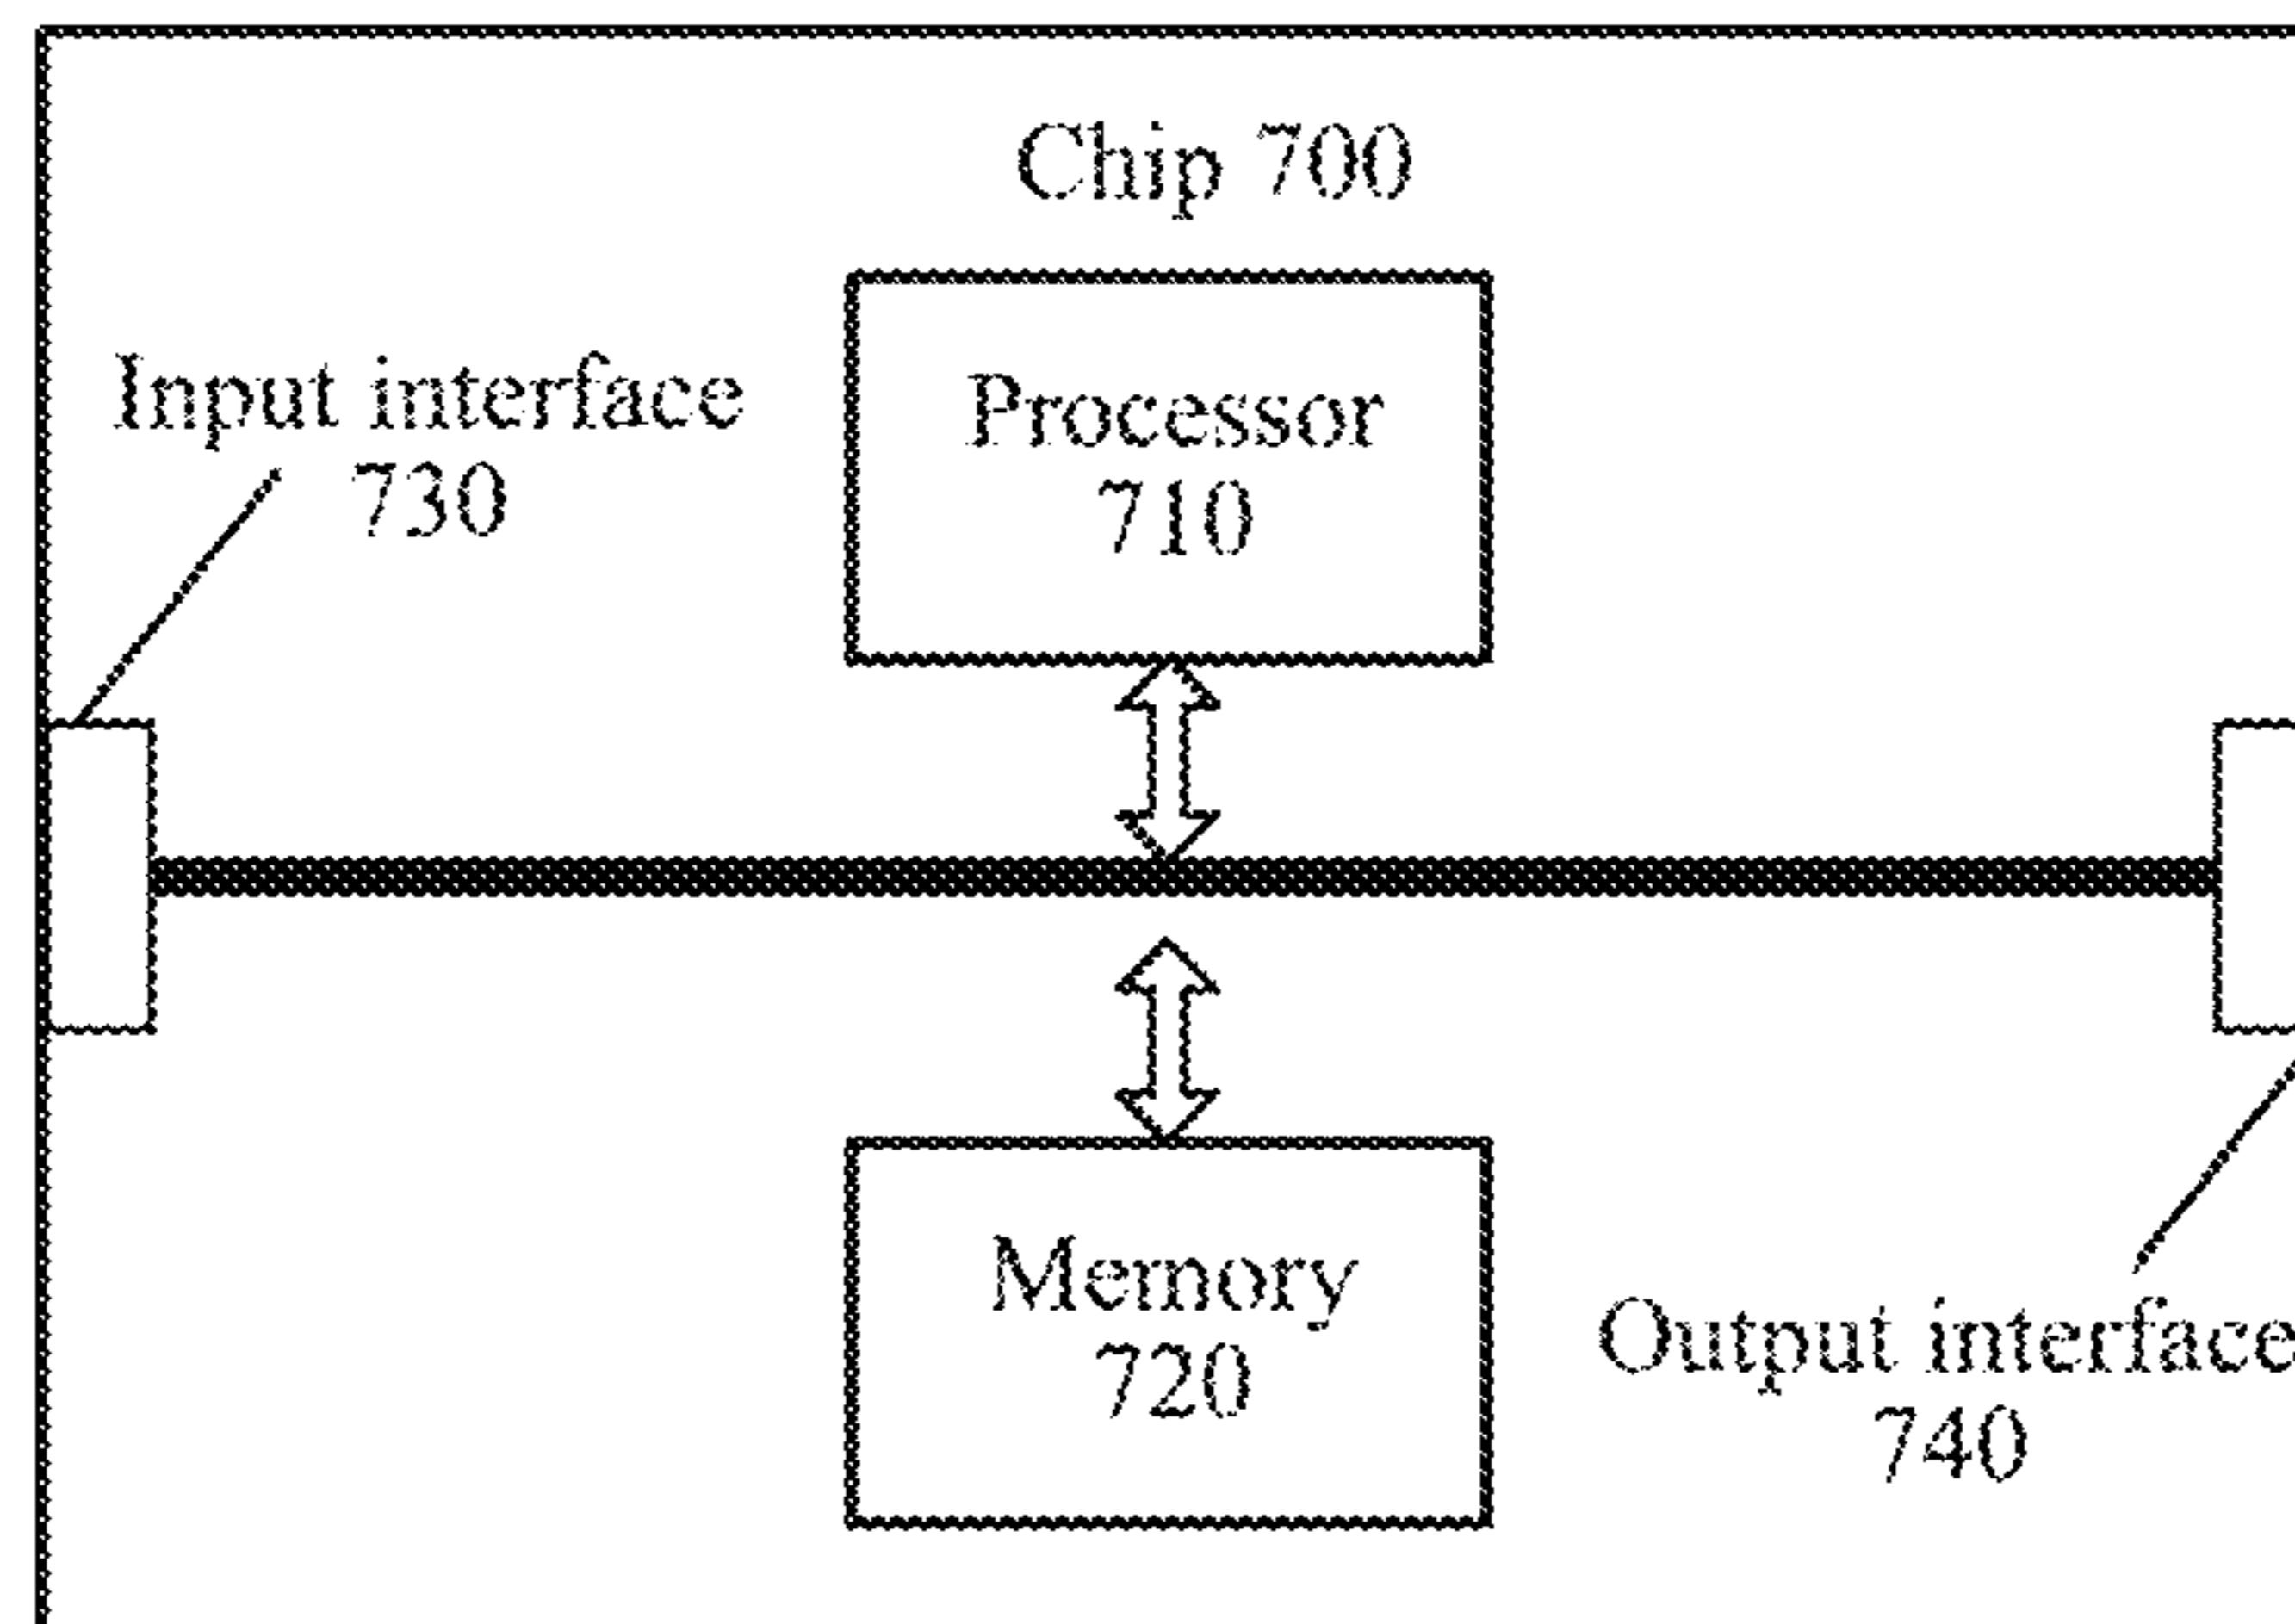 Chip 700
Input interface
730
Processor
710
Memory
720
Output interface
740